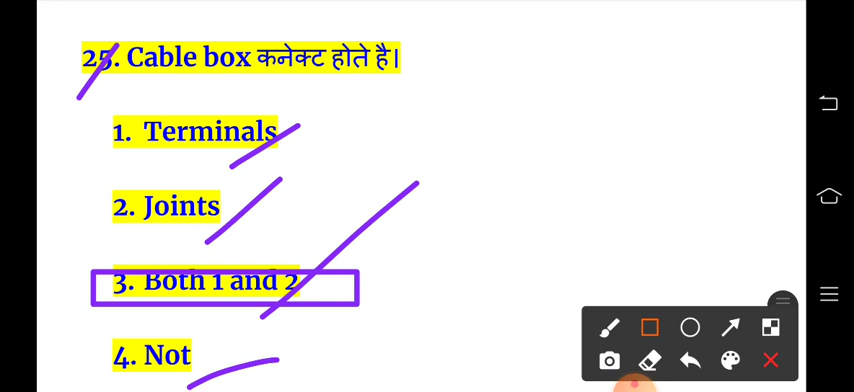 25. Cable box कनेक्ट होते है।
1. Terminals
2. Joints
3. Both 1 and 2
4. Not